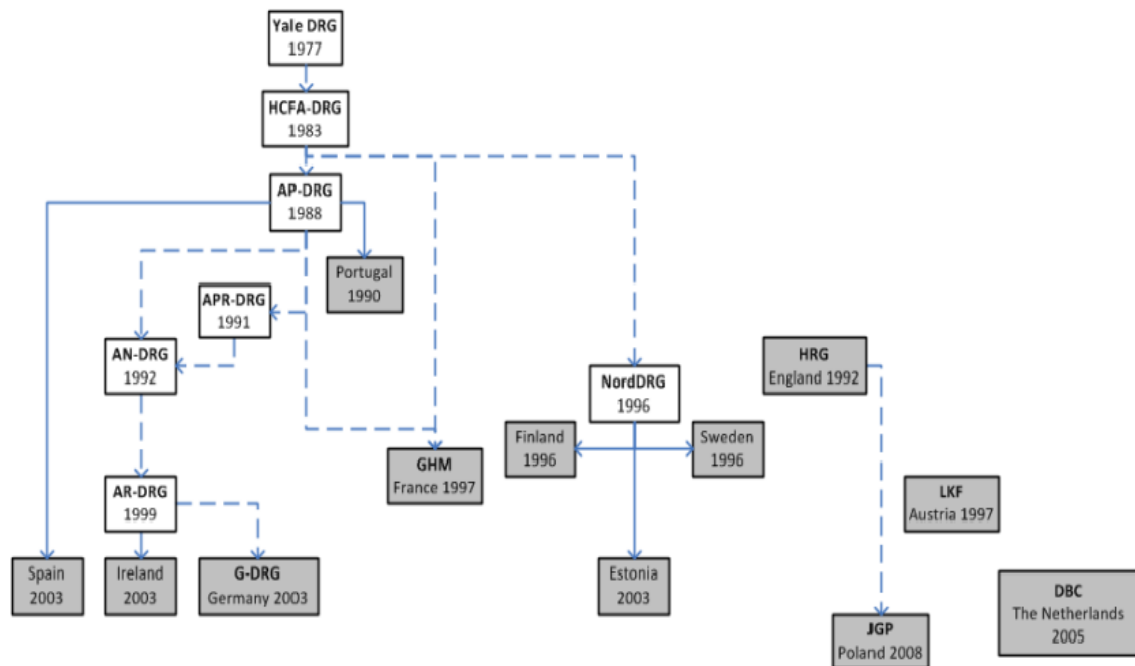 Yale DRG
1977
HCFA-DRG
1983
AP-DRG
1988
Portugal
1990
APR-DRG
1991
AN-DRG
1992
HRG
England 1992
NordDRG
1996
Finland
1996
Sweden
1996
GHM
France 1997
AR-DRG
1999
LKF
Austria 1997
Spain
2003
Ireland
2003
G-DRG
Germany 2003
Estonia
2003
DBC
The Netherlands
2005
JGP
Poland 2008